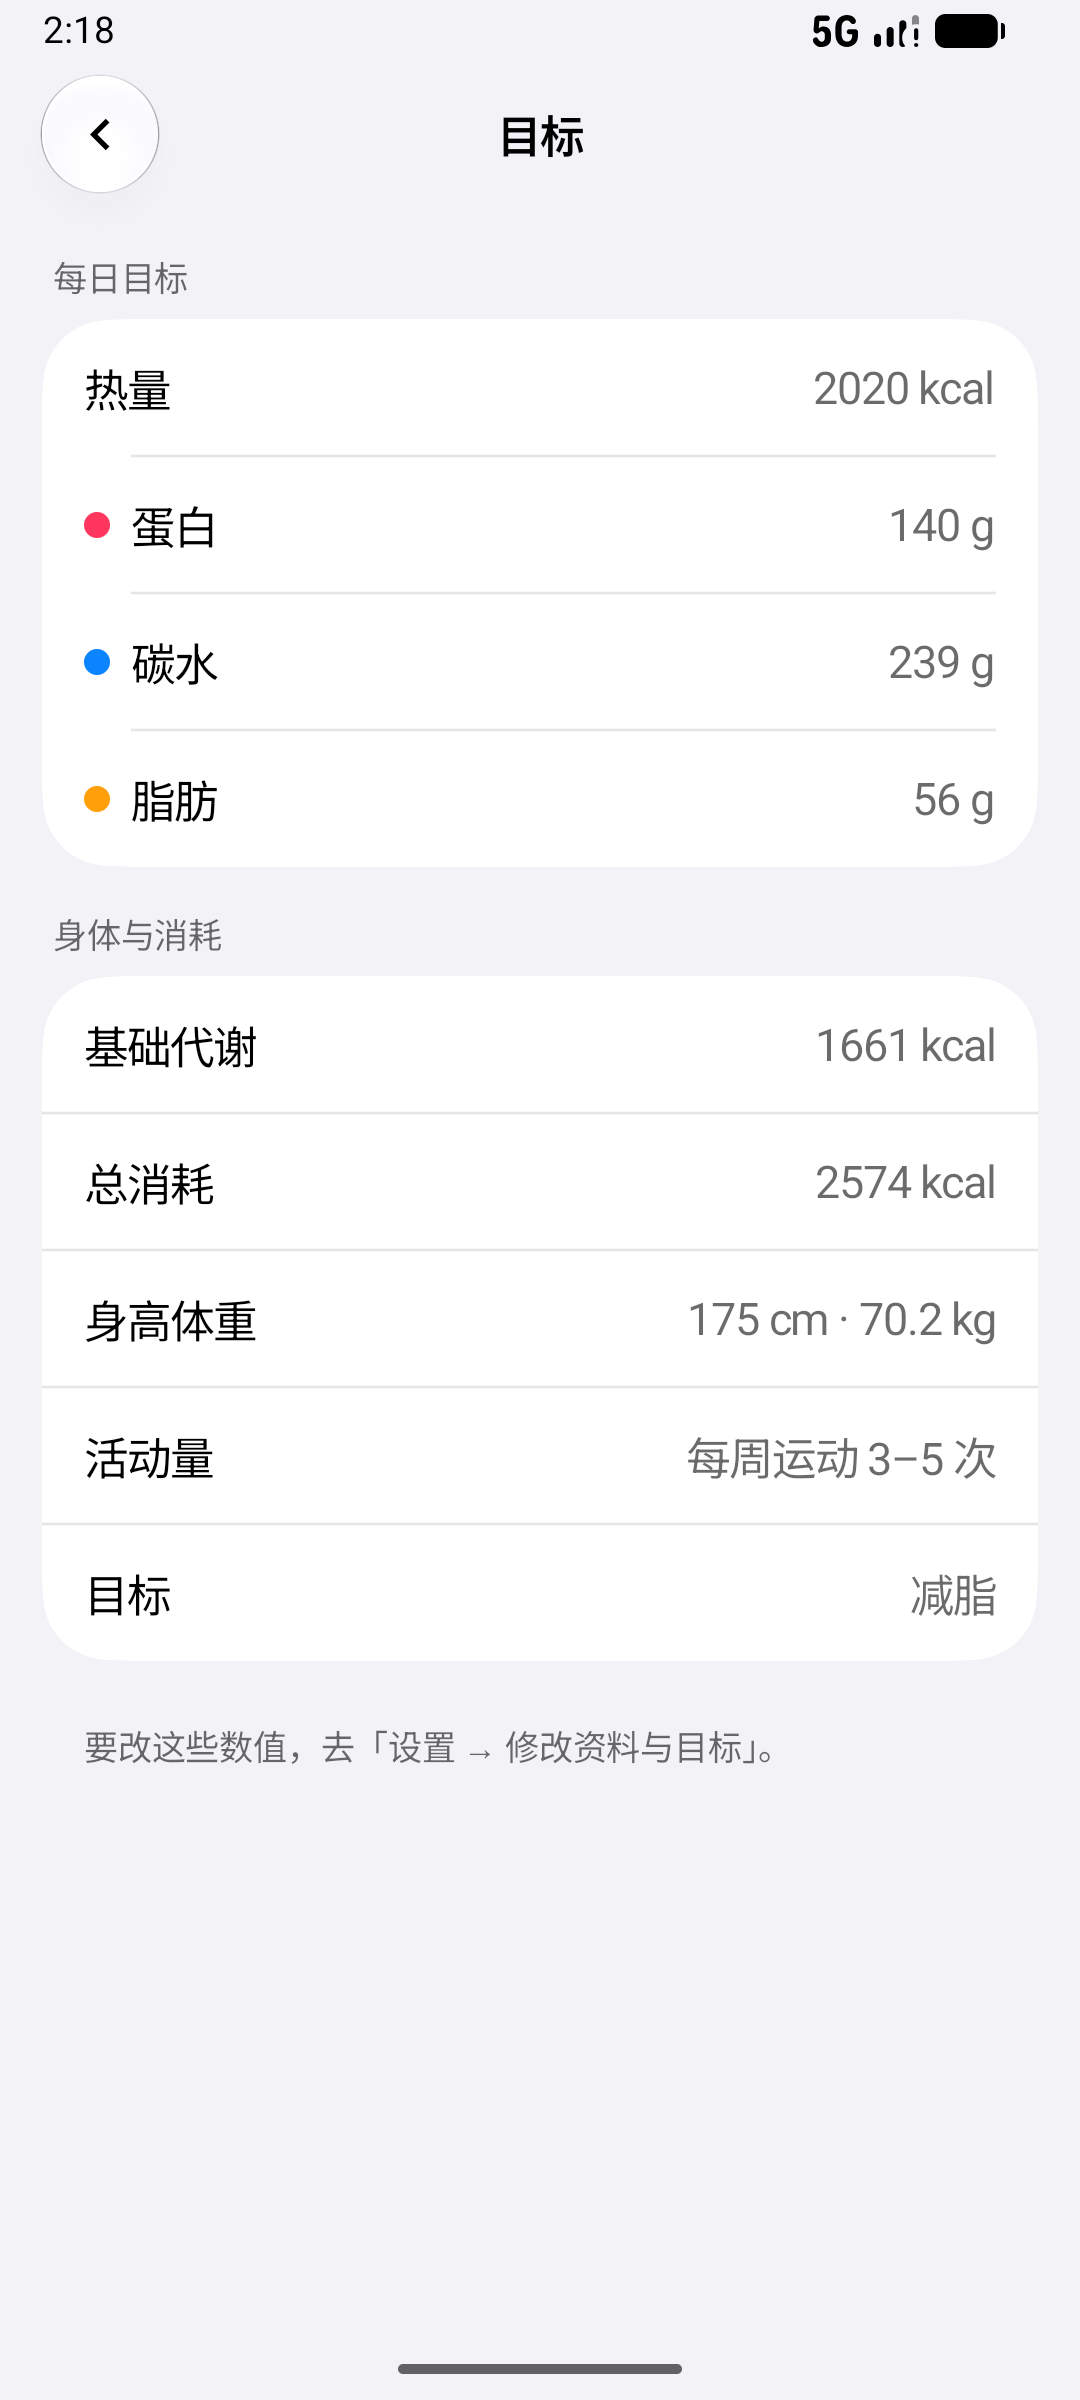 2:18 5G
目标
每日目标
热量 2020 kcal
蛋白 140 g
碳水 239 g
脂肪 56 g
身体与消耗
基础代谢 1661 kcal
总消耗 2574 kcal
身高体重 175 cm · 70.2 kg
活动量 每周运动 3–5 次
目标 减脂
要改这些数值，去「设置 → 修改资料与目标」。